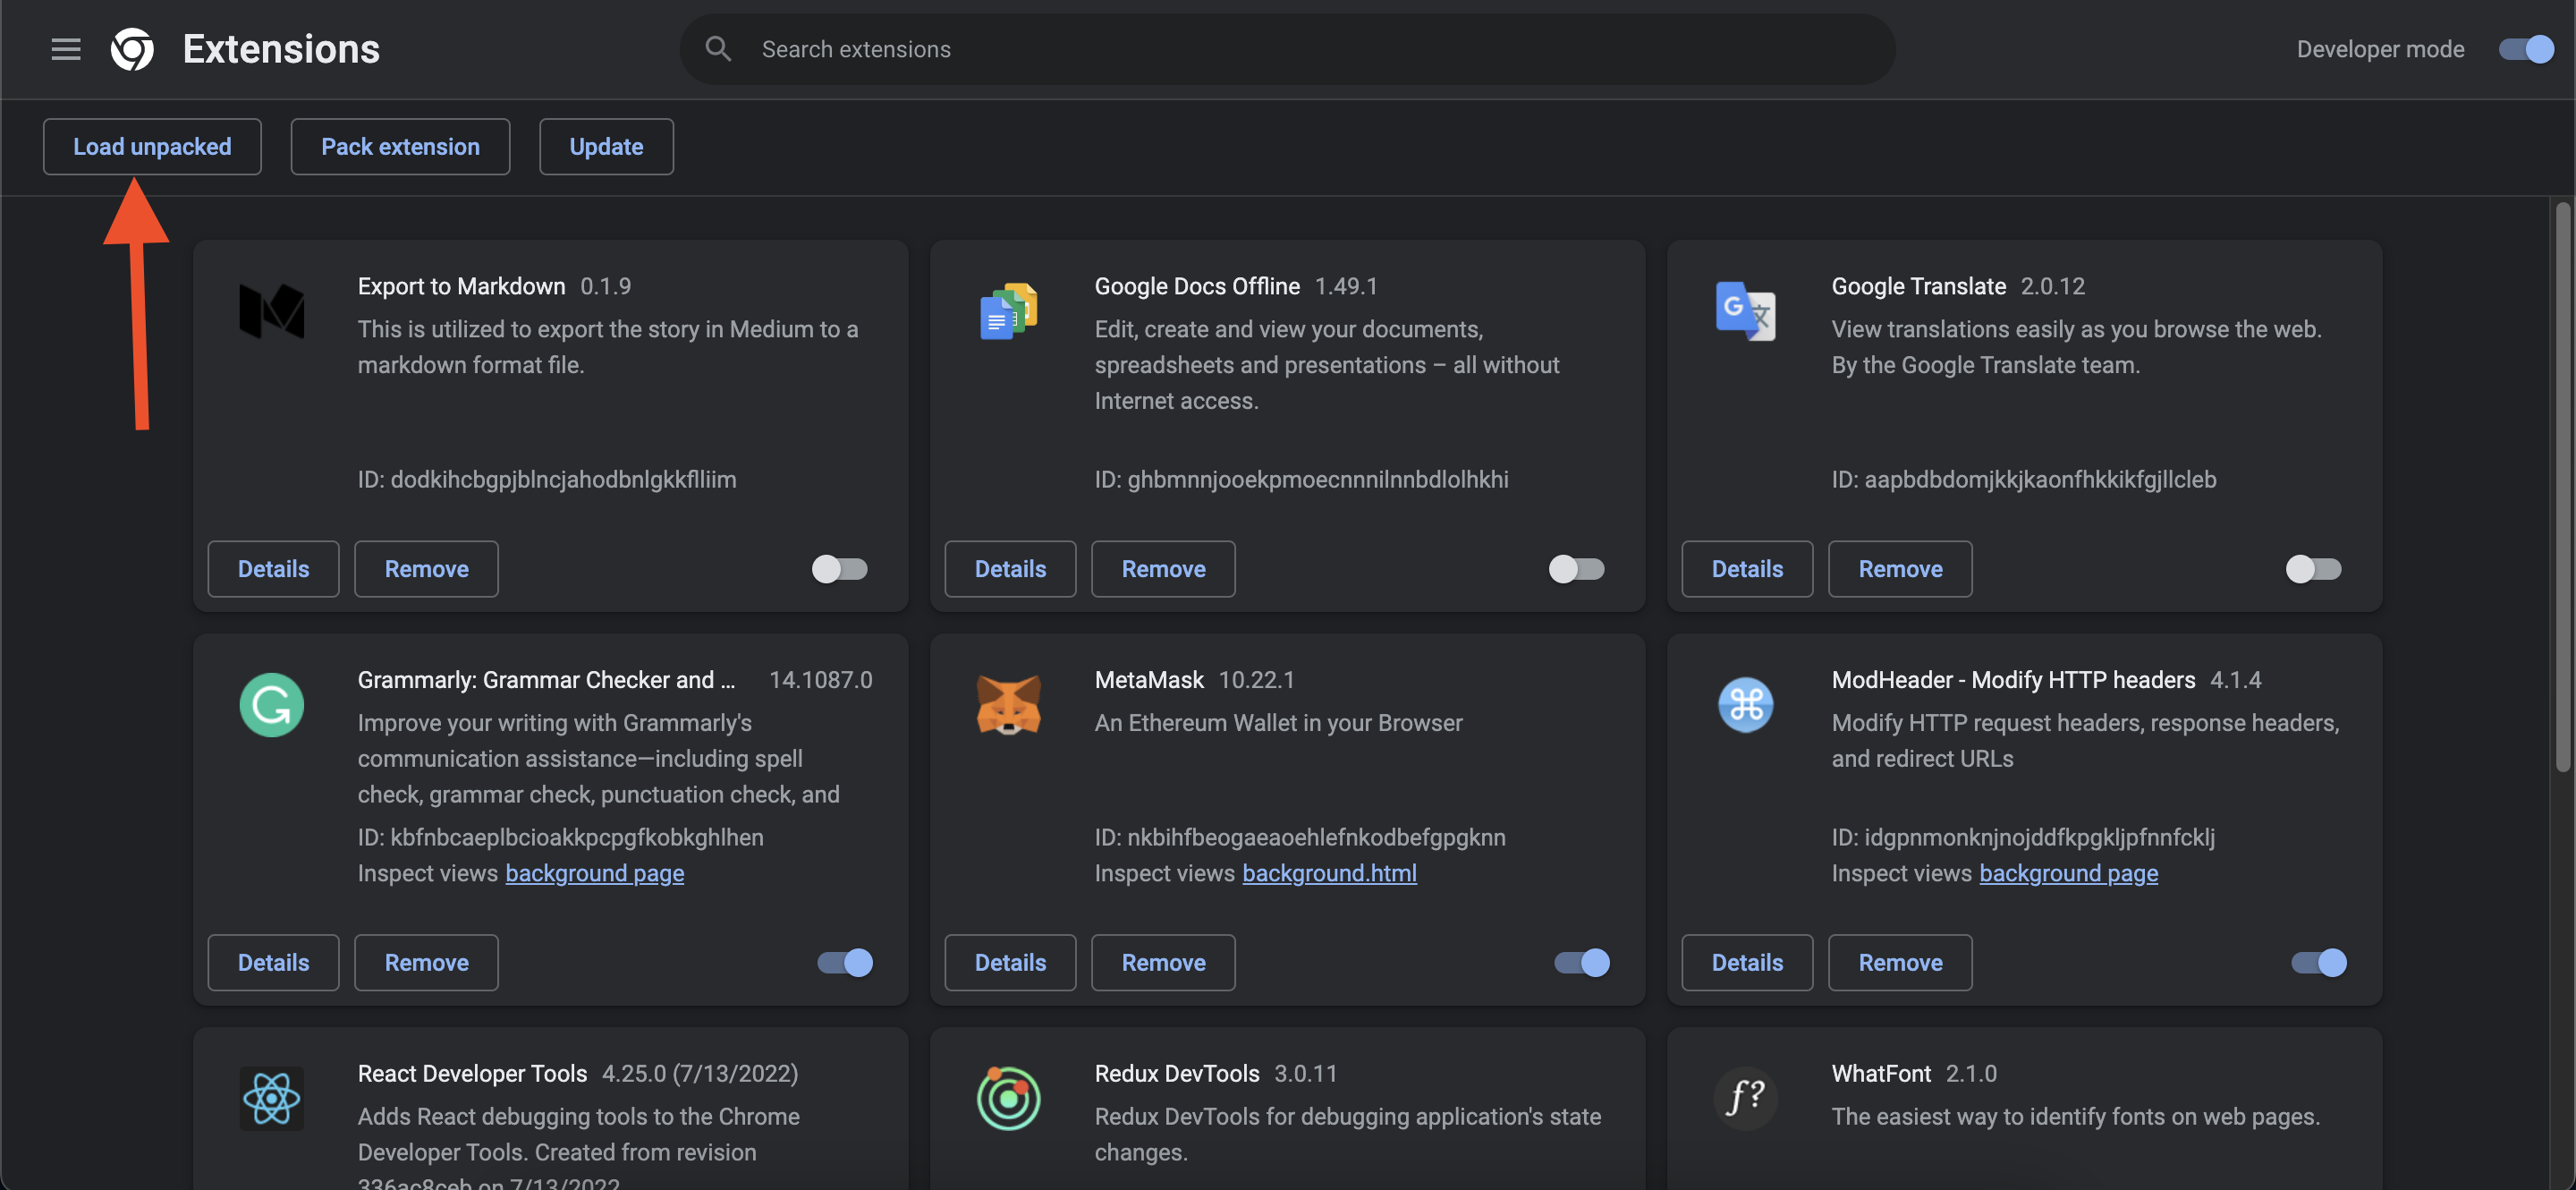 Extensions
Search extensions
Developer mode
Load unpacked
Pack extension
Update
Export to Markdown 0.1.9
This is utilized to export the story in Medium to a
markdown format file.
ID: dodkihcbgpjblncjahodbnlgkkflliim
Details
Remove
Google Docs Offline 1.49.1
Edit, create and view your documents,
spreadsheets and presentations – all without
Internet access.
ID: ghbmnnjooekpmoecnnnilnnbdlolhkhi
Details
Remove
Google Translate 2.0.12
View translations easily as you browse the web.
By the Google Translate team.
ID: aapbdbdomjkkjkaonfhkkikfgjllcleb
Details
Remove
Grammarly: Grammar Checker and ... 14.1087.0
Improve your writing with Grammarly's
communication assistance—including spell
check, grammar check, punctuation check, and
ID: kbfnbcaeplbcioakkpcpgfkobkghlhen
Inspect views background page
Details
Remove
MetaMask 10.22.1
An Ethereum Wallet in your Browser
ID: nkbihfbeogaeaoehlefnkodbefgpgknn
Inspect views background.html
Details
Remove
ModHeader - Modify HTTP headers 4.1.4
Modify HTTP request headers, response headers,
and redirect URLs
ID: idgpnmonknjnojddfkpgkljpfnnfcklj
Inspect views background page
Details
Remove
React Developer Tools 4.25.0 (7/13/2022)
Adds React debugging tools to the Chrome
Developer Tools. Created from revision
336ac8ceb on 7/13/2022
Redux DevTools 3.0.11
Redux DevTools for debugging application's state
changes.
f?
WhatFont 2.1.0
The easiest way to identify fonts on web pages.